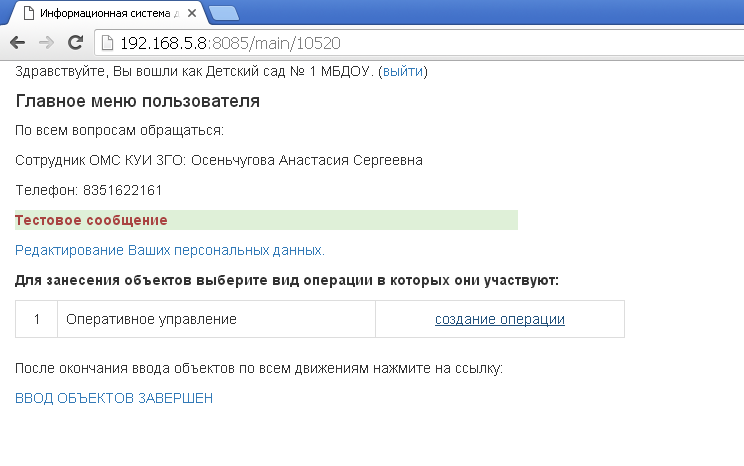 Информационная система д
192.168.5.8:8085/main/10520
Здравствуйте, Вы вошли как Детский сад № 1 МБДОУ. (выйти)
Главное меню пользователя
По всем вопросам обращаться:
Сотрудник ОМС КУИ ЗГО: Осеньчугова Анастасия Сергеевна
Телефон: 8351622161
Тестовое сообщение
Редактирование Ваших персональных данных.
Для занесения объектов выберите вид операции в которых они участвуют:
1 Оперативное управление создание операции
После окончания ввода объектов по всем движениям нажмите на ссылку:
ВВОД ОБЪЕКТОВ ЗАВЕРШЕН